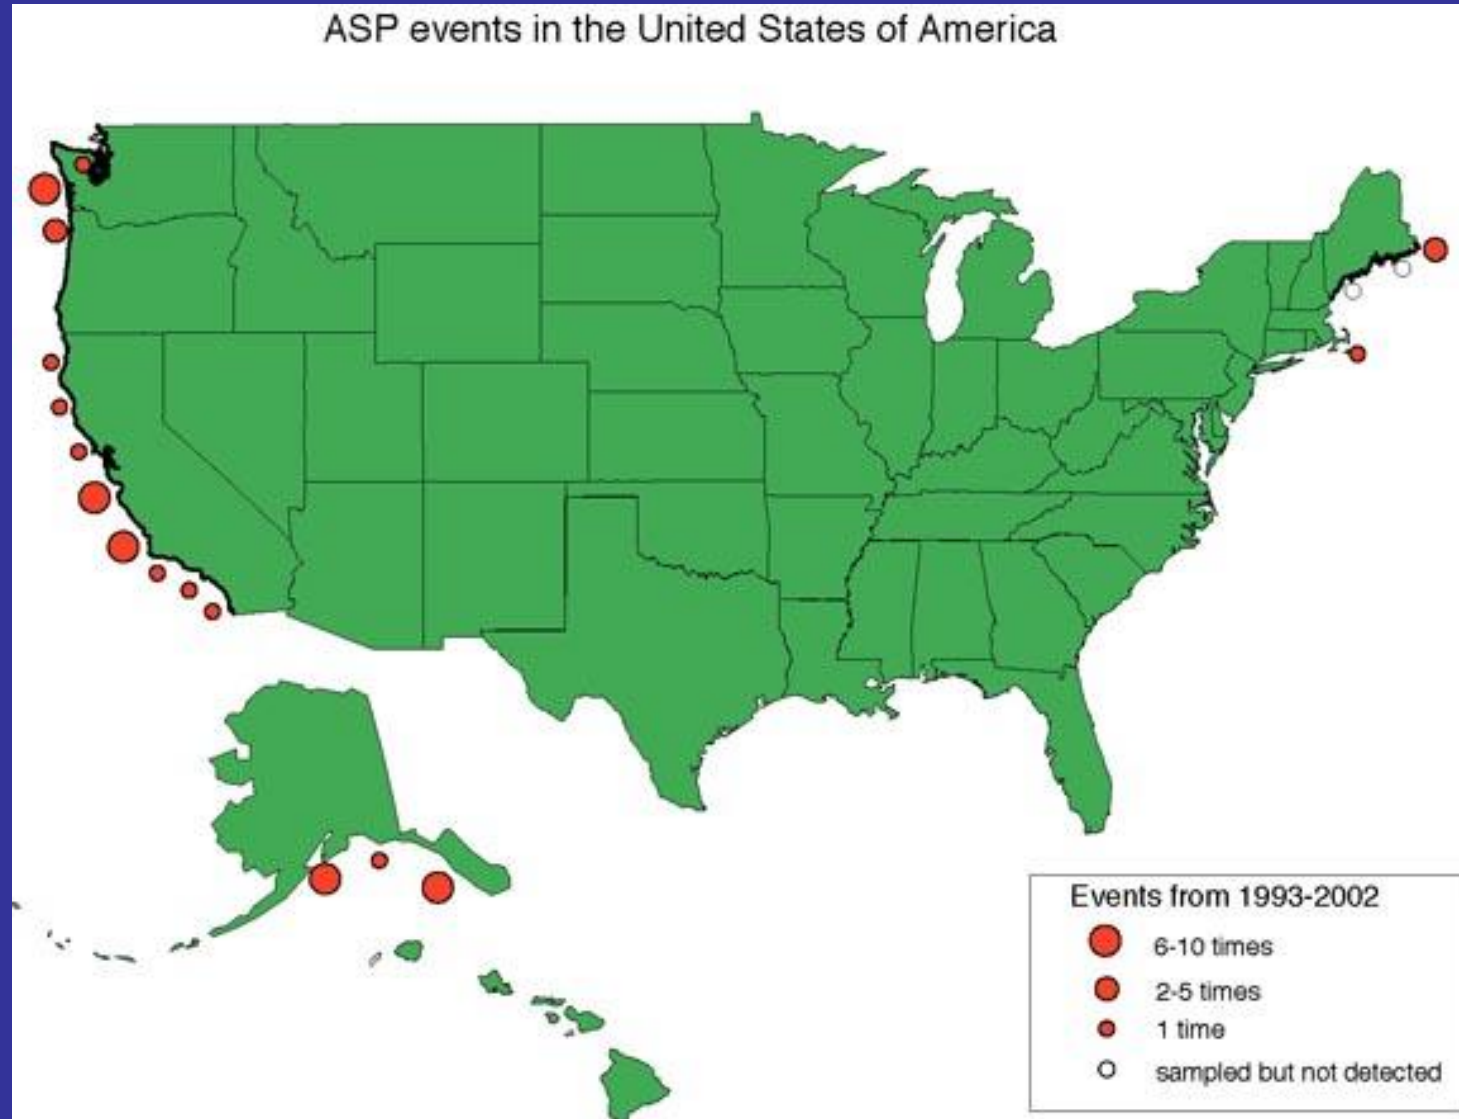 ASP events in the United States of America
Events from 1993-2002
6-10 times
2-5 times
1 time
sampled but not detected